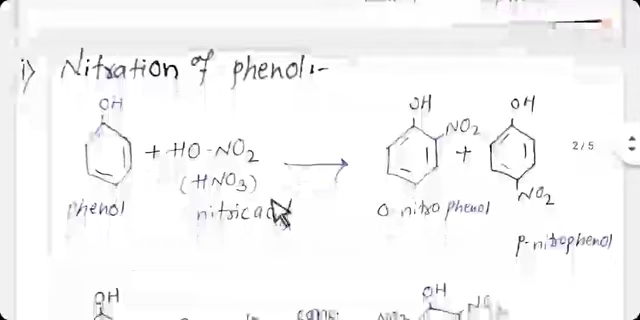 i) Nitration of phenol:-
OH OH OH
NO2
+ HO-NO2 + 2/5
(HNO3)
NO2
phenol nitric o-nitrophenol
p-nitrophenol
OH OH
NO2